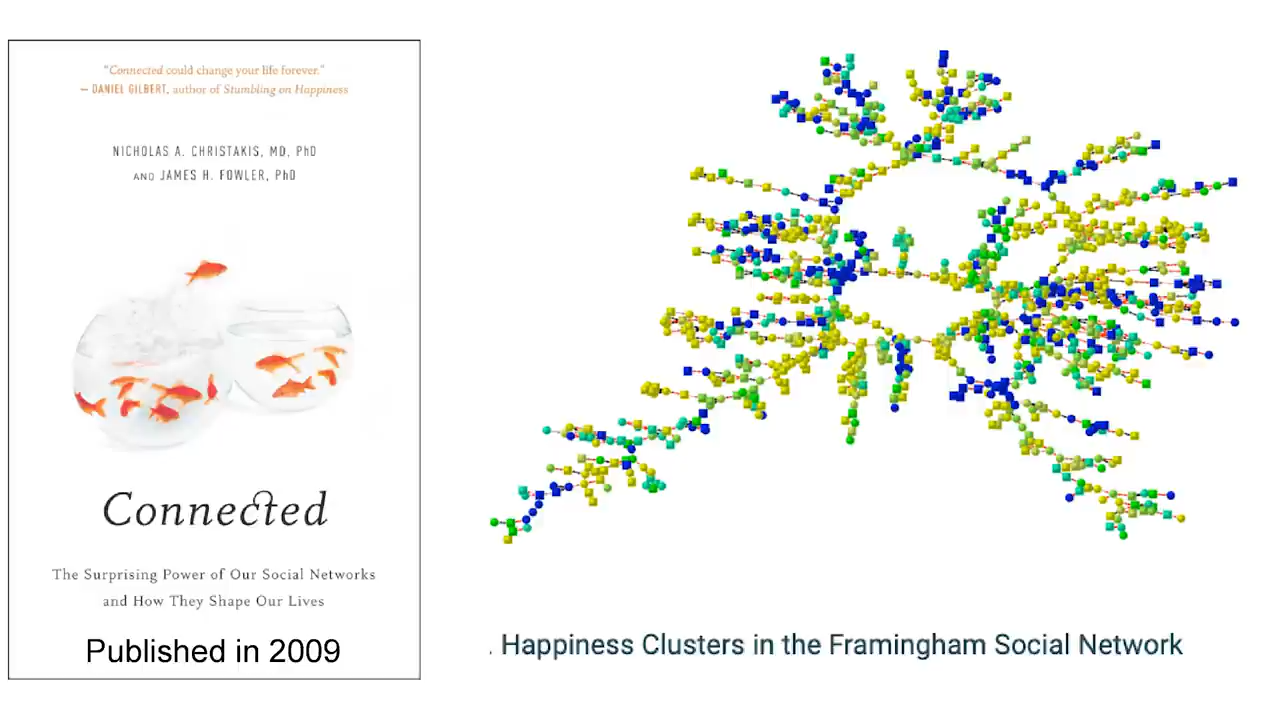 "Connected could change your life forever."
– DANIEL GILBERT, author of Stumbling on Happiness
NICHOLAS A. CHRISTAKIS, MD, PhD
AND JAMES H. FOWLER, PhD
Connected
The Surprising Power of Our Social Networks
and How They Shape Our Lives
Published in 2009
. Happiness Clusters in the Framingham Social Network